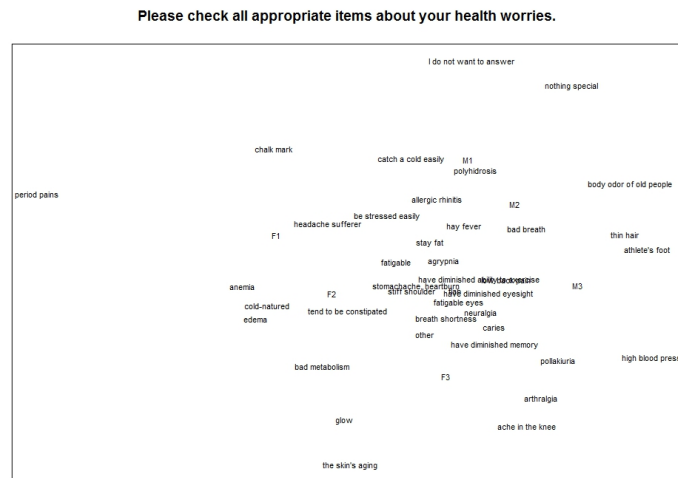 Please check all appropriate items about your health worries.
I do not want to answer
nothing special
chalk mark
catch a cold easily
M1
polyhidrosis
body odor of old people
period pains
allergic rhinitis
M2
be stressed easily
headache sufferer
hay fever
bad breath
F1
thin hair
stay fat
athlete's foot
fatigable
agrypnia
have diminished ability to exercise
anemia
stomachache, heartburn
M3
stiff shoulder
F2
have diminished eyesight
fatigable eyes
cold-natured
tend to be constipated
neuralgia
edema
breath shortness
caries
other
have diminished memory
high blood press
pollakiuria
bad metabolism
F3
arthralgia
glow
ache in the knee
the skin's aging